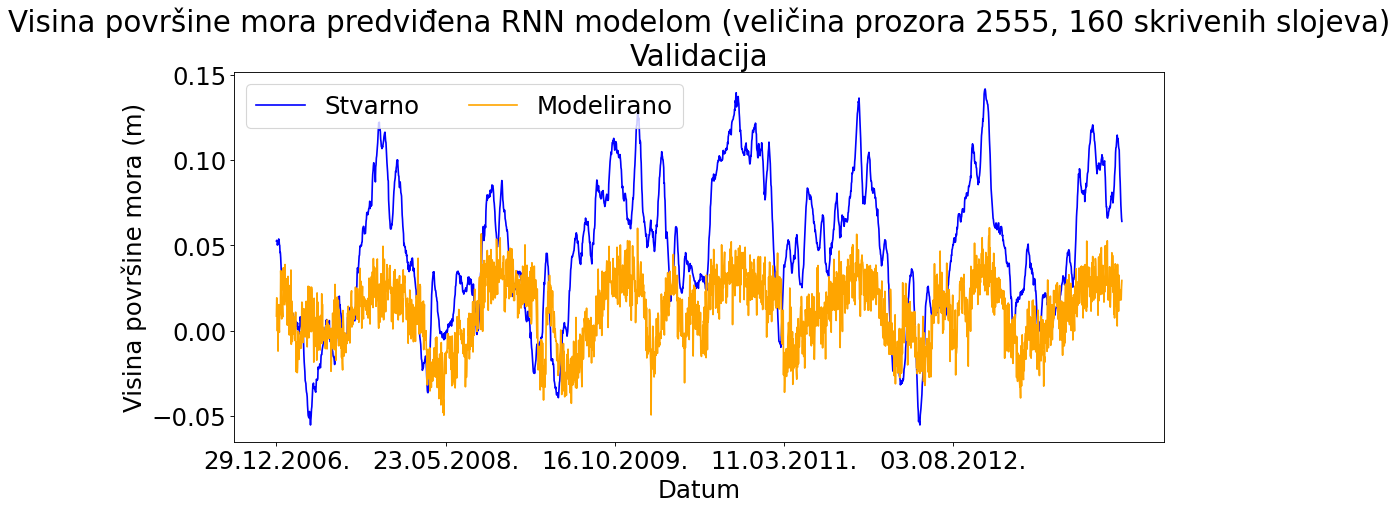 Visina površine mora predviđena RNN modelom (veličina prozora 2555, 160 skrivenih slojeva)
Validacija
Stvarno
Modelirano
Visina površine mora (m)
0.15
0.10
0.05
0.00
−0.05
29.12.2006.
23.05.2008.
16.10.2009.
11.03.2011.
03.08.2012.
Datum